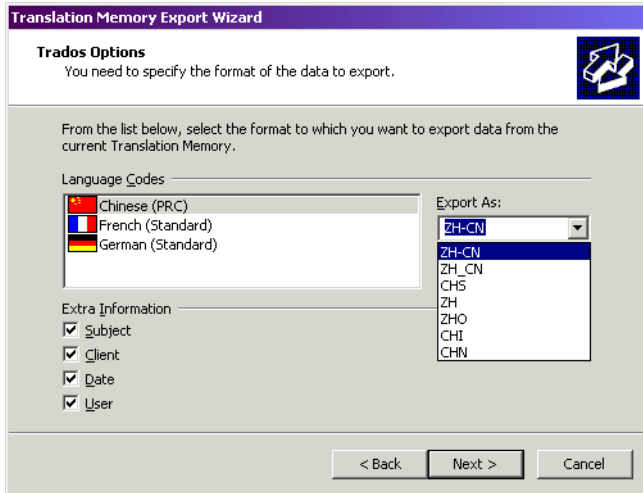 Translation Memory Export Wizard
Trados Options
You need to specify the format of the data to export.
From the list below, select the format to which you want to export data from the
current Translation Memory.
Language Codes
Chinese (PRC)
French (Standard)
German (Standard)
Export As:
ZH-CN
ZH-CN
ZH_CN
CHS
ZH
ZHO
CHI
CHN
Extra Information
Subject
Client
Date
User
< Back
Next >
Cancel